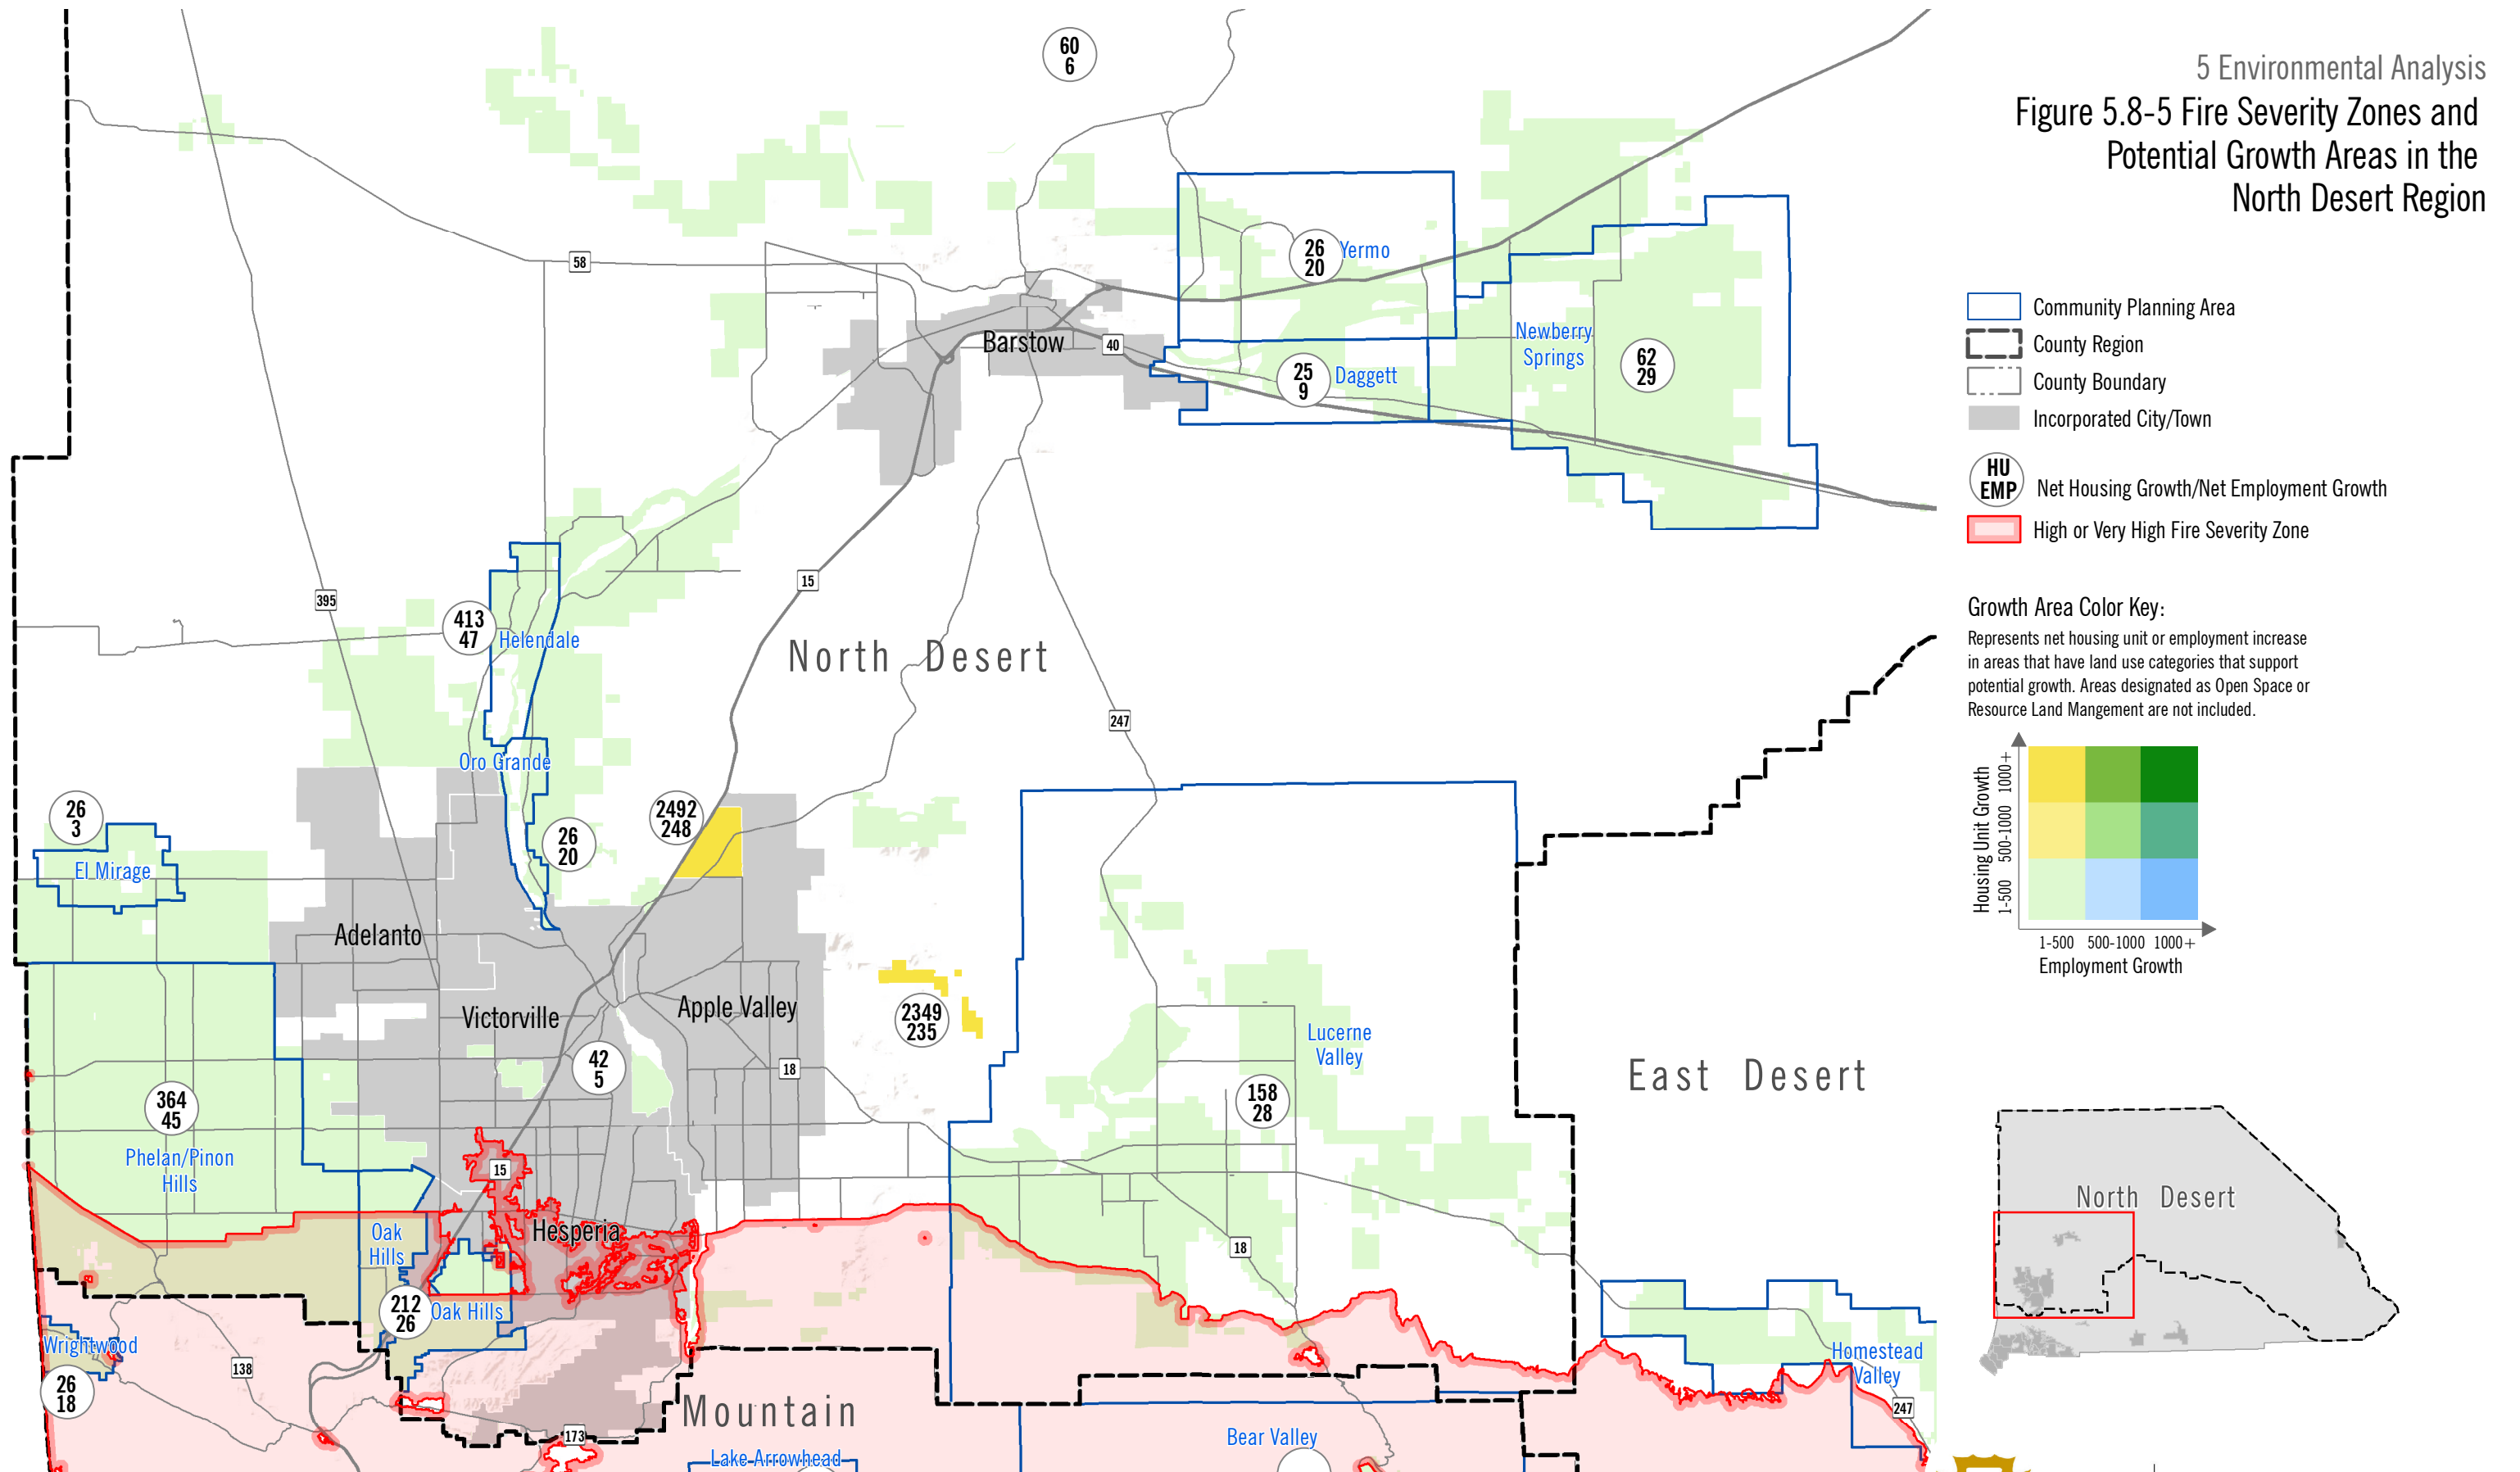 5 Environmental Analysis
Figure 5.8-5 Fire Severity Zones and
Potential Growth Areas in the
North Desert Region
Community Planning Area
County Region
County Boundary
Incorporated City/Town
HU
EMP
Net Housing Growth/Net Employment Growth
High or Very High Fire Severity Zone
Growth Area Color Key:
Represents net housing unit or employment increase
in areas that have land use categories that support
potential growth. Areas designated as Open Space or
Resource Land Mangement are not included.
Housing Unit Growth
1-500
500-1000
1000+
1-500
500-1000
1000+
Employment Growth
North Desert
60
6
58
26
20
Yermo
Barstow
40
25
9
Daggett
Newberry
Springs
62
29
15
395
413
47
Helendale
North Desert
247
Oro Grande
26
3
El Mirage
26
20
2492
248
Adelanto
Victorville
Apple Valley
2349
235
Lucerne
Valley
East Desert
42
5
18
364
45
158
28
Phelan/Pinon
Hills
15
Oak
Hills
Hesperia
18
212
26
Oak Hills
Wrightwood
26
18
138
Homestead
Valley
247
Mountain
173
Bear Valley
Lake Arrowhead